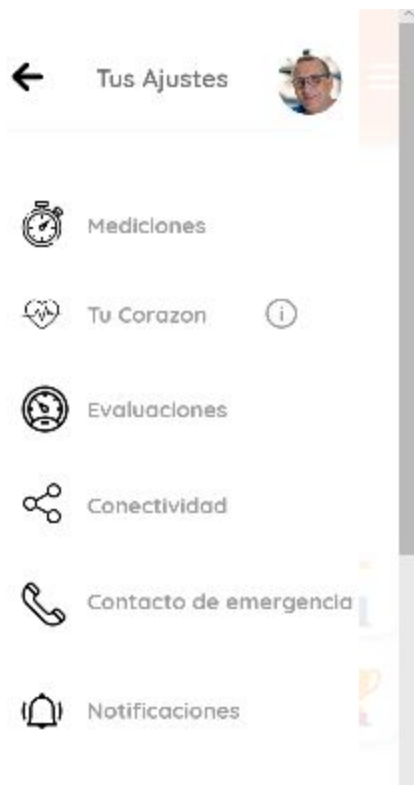 Tus Ajustes
Mediciones
Tu Corazon
Evaluaciones
Conectividad
Contacto de emergencia
Notificaciones